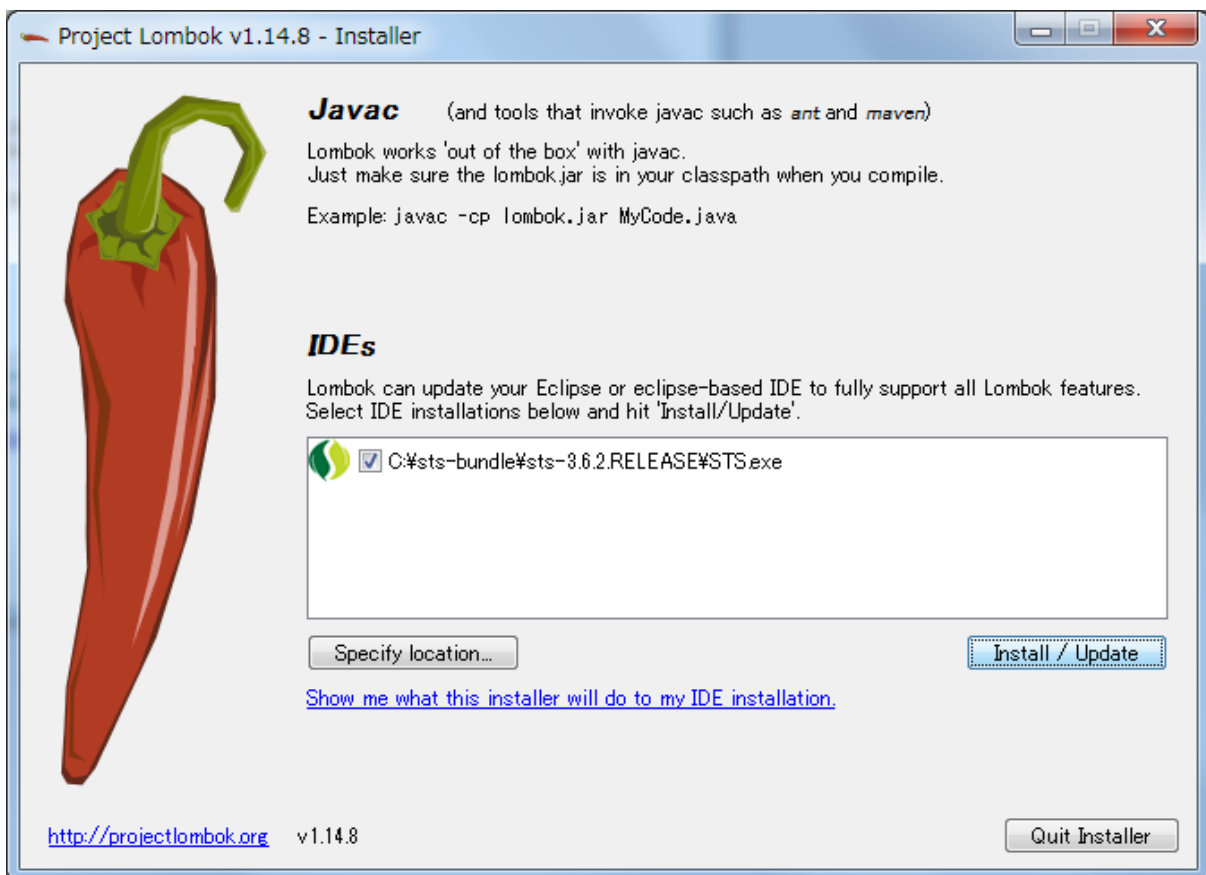 Project Lombok v1.14.8 - Installer
Javac (and tools that invoke javac such as ant and maven)
Lombok works 'out of the box' with javac.
Just make sure the lombok.jar is in your classpath when you compile.
Example: javac -cp lombok.jar MyCode.java
IDEs
Lombok can update your Eclipse or eclipse-based IDE to fully support all Lombok features.
Select IDE installations below and hit 'Install/Update'.
C:¥sts-bundle¥sts-3.6.2.RELEASE¥STS.exe
Specify location...
Install / Update
Show me what this installer will do to my IDE installation.
http://projectlombok.org v1.14.8
Quit Installer